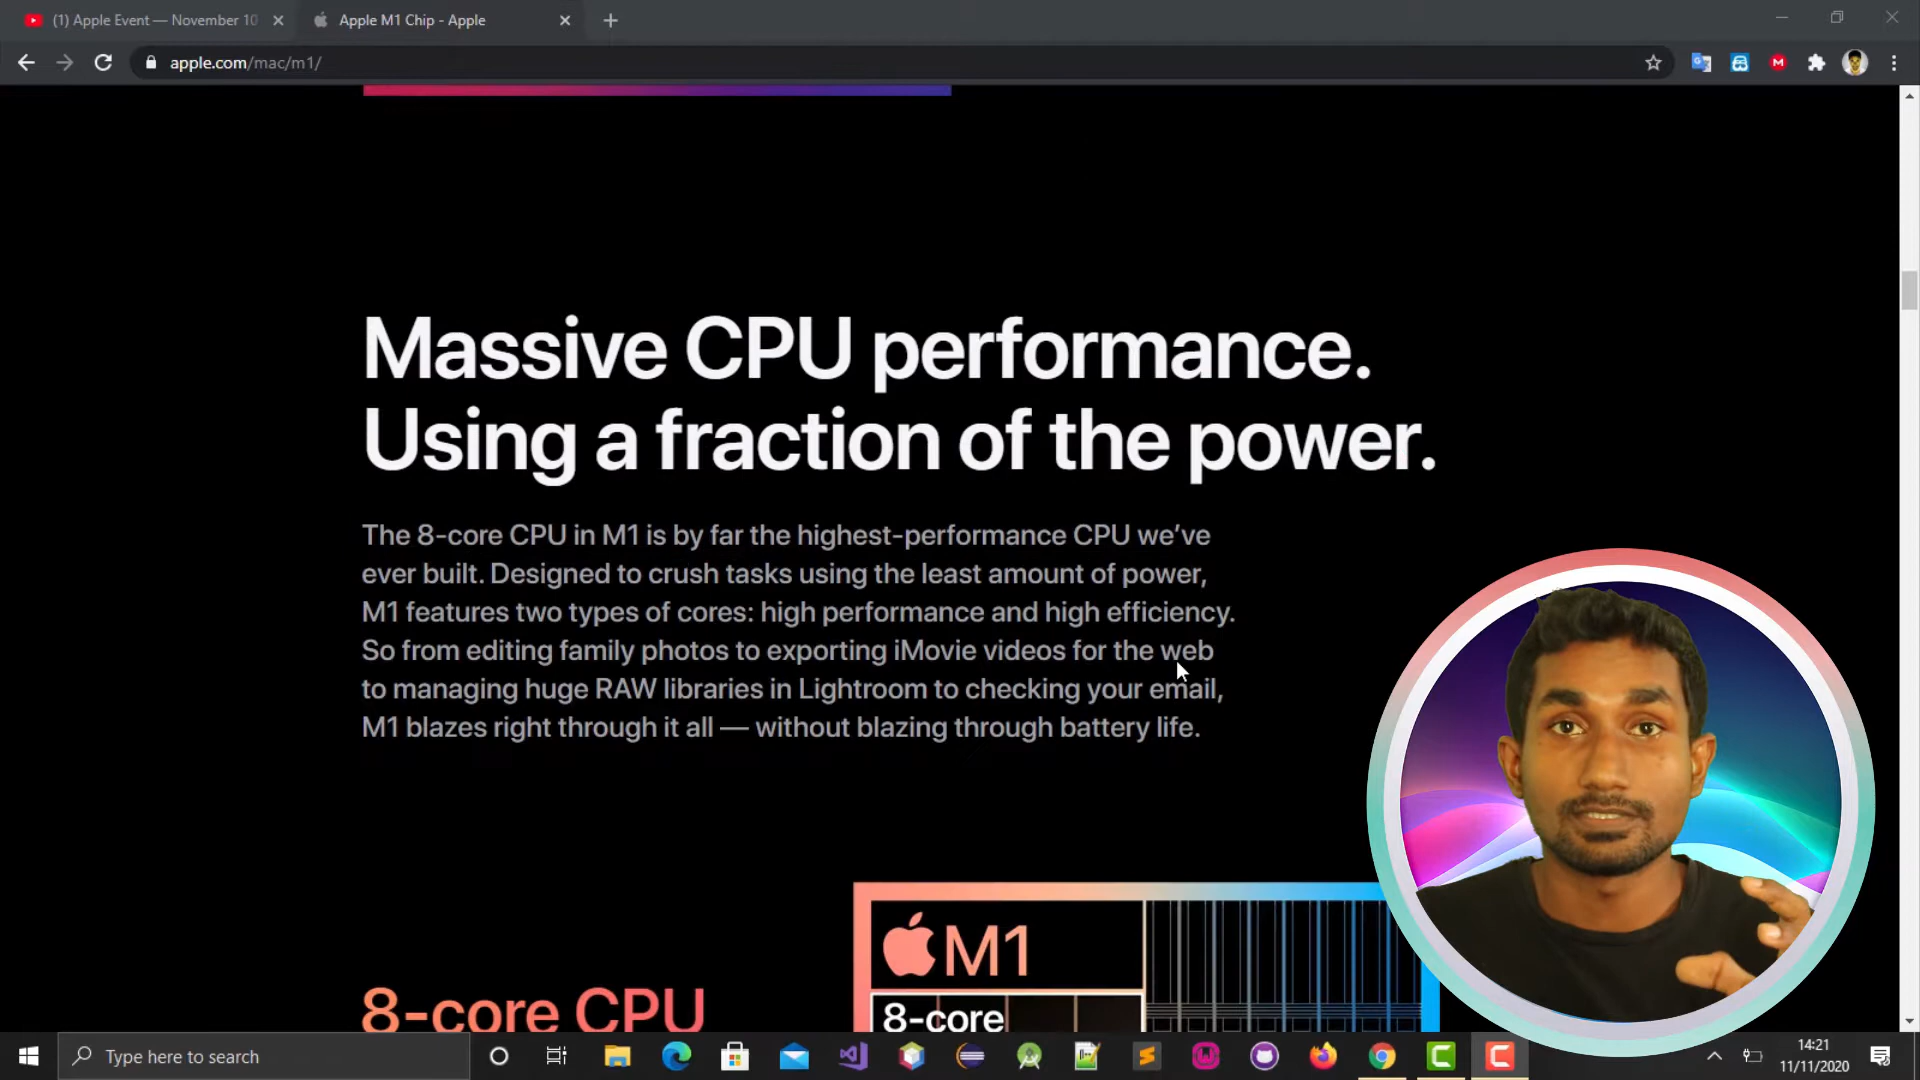 (1) Apple Event — November 10
Apple M1 Chip - Apple
apple.com/mac/m1/
Massive CPU performance.
Using a fraction of the power.
The 8-core CPU in M1 is by far the highest-performance CPU we’ve
ever built. Designed to crush tasks using the least amount of power,
M1 features two types of cores: high performance and high efficiency.
So from editing family photos to exporting iMovie videos for the web
to managing huge RAW libraries in Lightroom to checking your email,
M1 blazes right through it all — without blazing through battery life.
M1
8-core CPU
8-core
Type here to search
14:21
11/11/2020